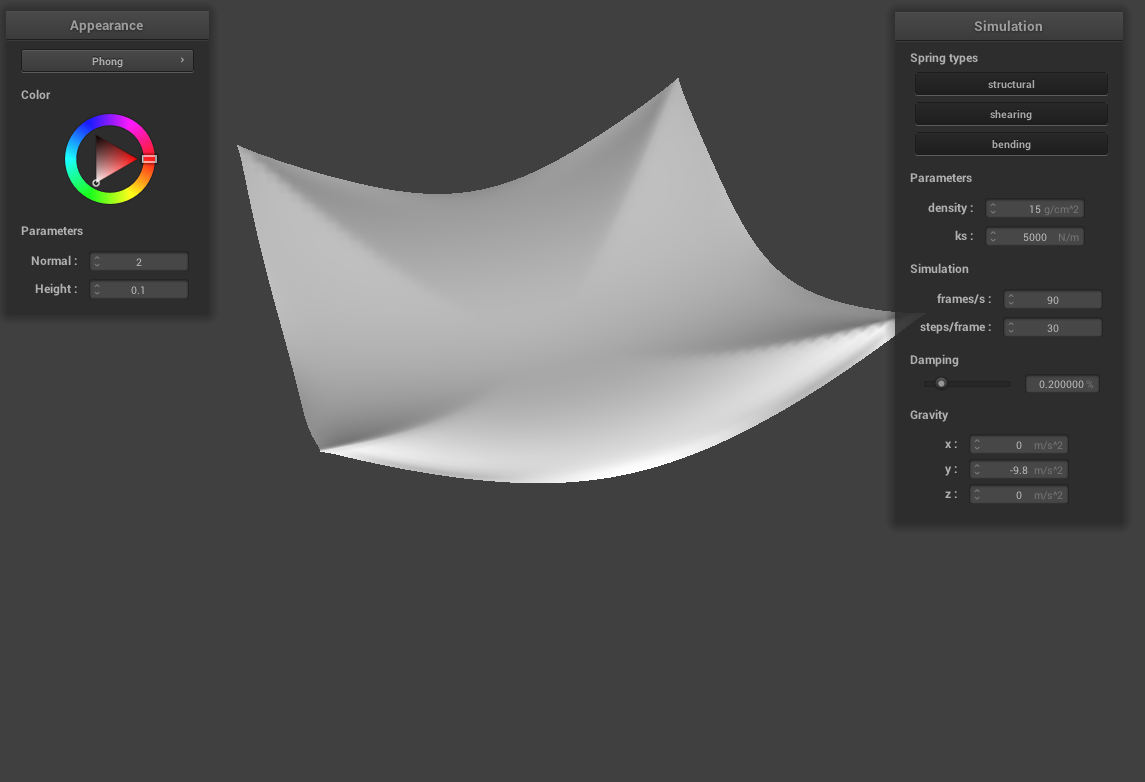 Appearance
Phong
Color
Parameters
Normal : 2
Height : 0.1
Simulation
Spring types
structural
shearing
bending
Parameters
density : 15 g/cm^2
ks : 5000 N/m
Simulation
frames/s : 90
steps/frame : 30
Damping
0.200000 %
Gravity
x : 0 m/s^2
y : -9.8 m/s^2
z : 0 m/s^2